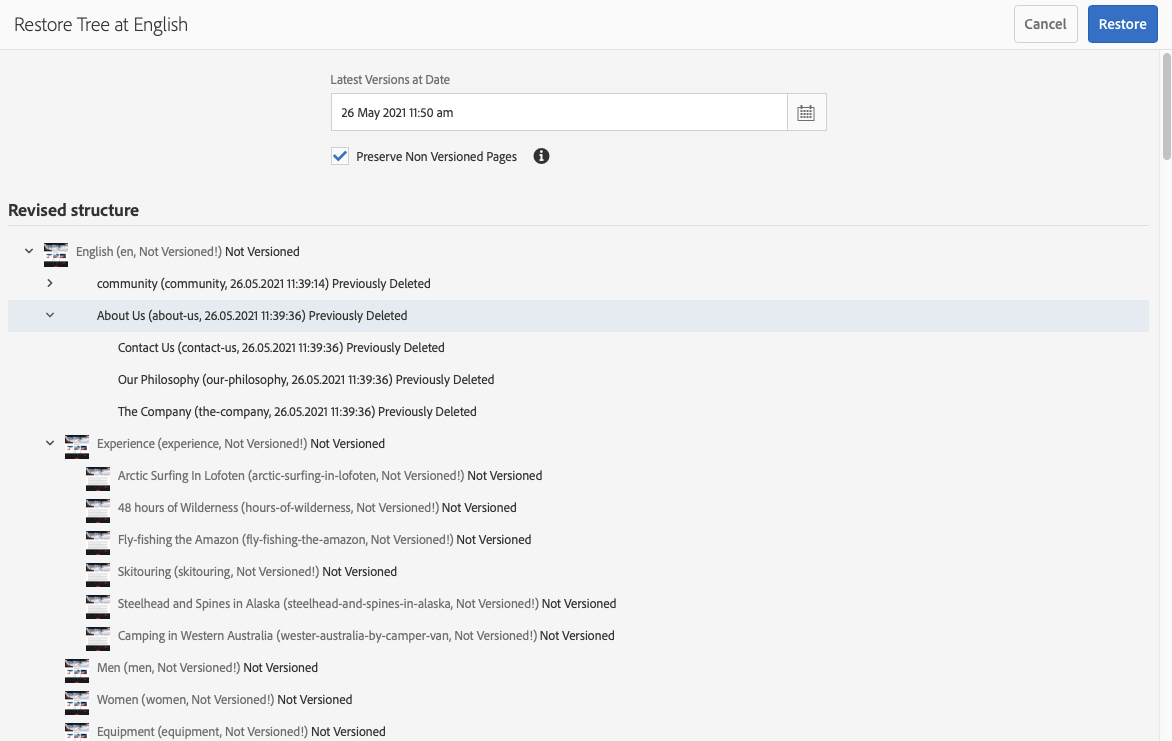 Restore Tree at English
Cancel
Restore
Latest Versions at Date
26 May 2021 11:50 am
Preserve Non Versioned Pages
Revised structure
English (en, Not Versioned!) Not Versioned
community (community, 26.05.2021 11:39:14) Previously Deleted
About Us (about-us, 26.05.2021 11:39:36) Previously Deleted
Contact Us (contact-us, 26.05.2021 11:39:36) Previously Deleted
Our Philosophy (our-philosophy, 26.05.2021 11:39:36) Previously Deleted
The Company (the-company, 26.05.2021 11:39:36) Previously Deleted
Experience (experience, Not Versioned!) Not Versioned
Arctic Surfing In Lofoten (arctic-surfing-in-lofoten, Not Versioned!) Not Versioned
48 hours of Wilderness (hours-of-wilderness, Not Versioned!) Not Versioned
Fly-fishing the Amazon (fly-fishing-the-amazon, Not Versioned!) Not Versioned
Skitouring (skitouring, Not Versioned!) Not Versioned
Steelhead and Spines in Alaska (steelhead-and-spines-in-alaska, Not Versioned!) Not Versioned
Camping in Western Australia (wester-australia-by-camper-van, Not Versioned!) Not Versioned
Men (men, Not Versioned!) Not Versioned
Women (women, Not Versioned!) Not Versioned
Equipment (equipment, Not Versioned!) Not Versioned